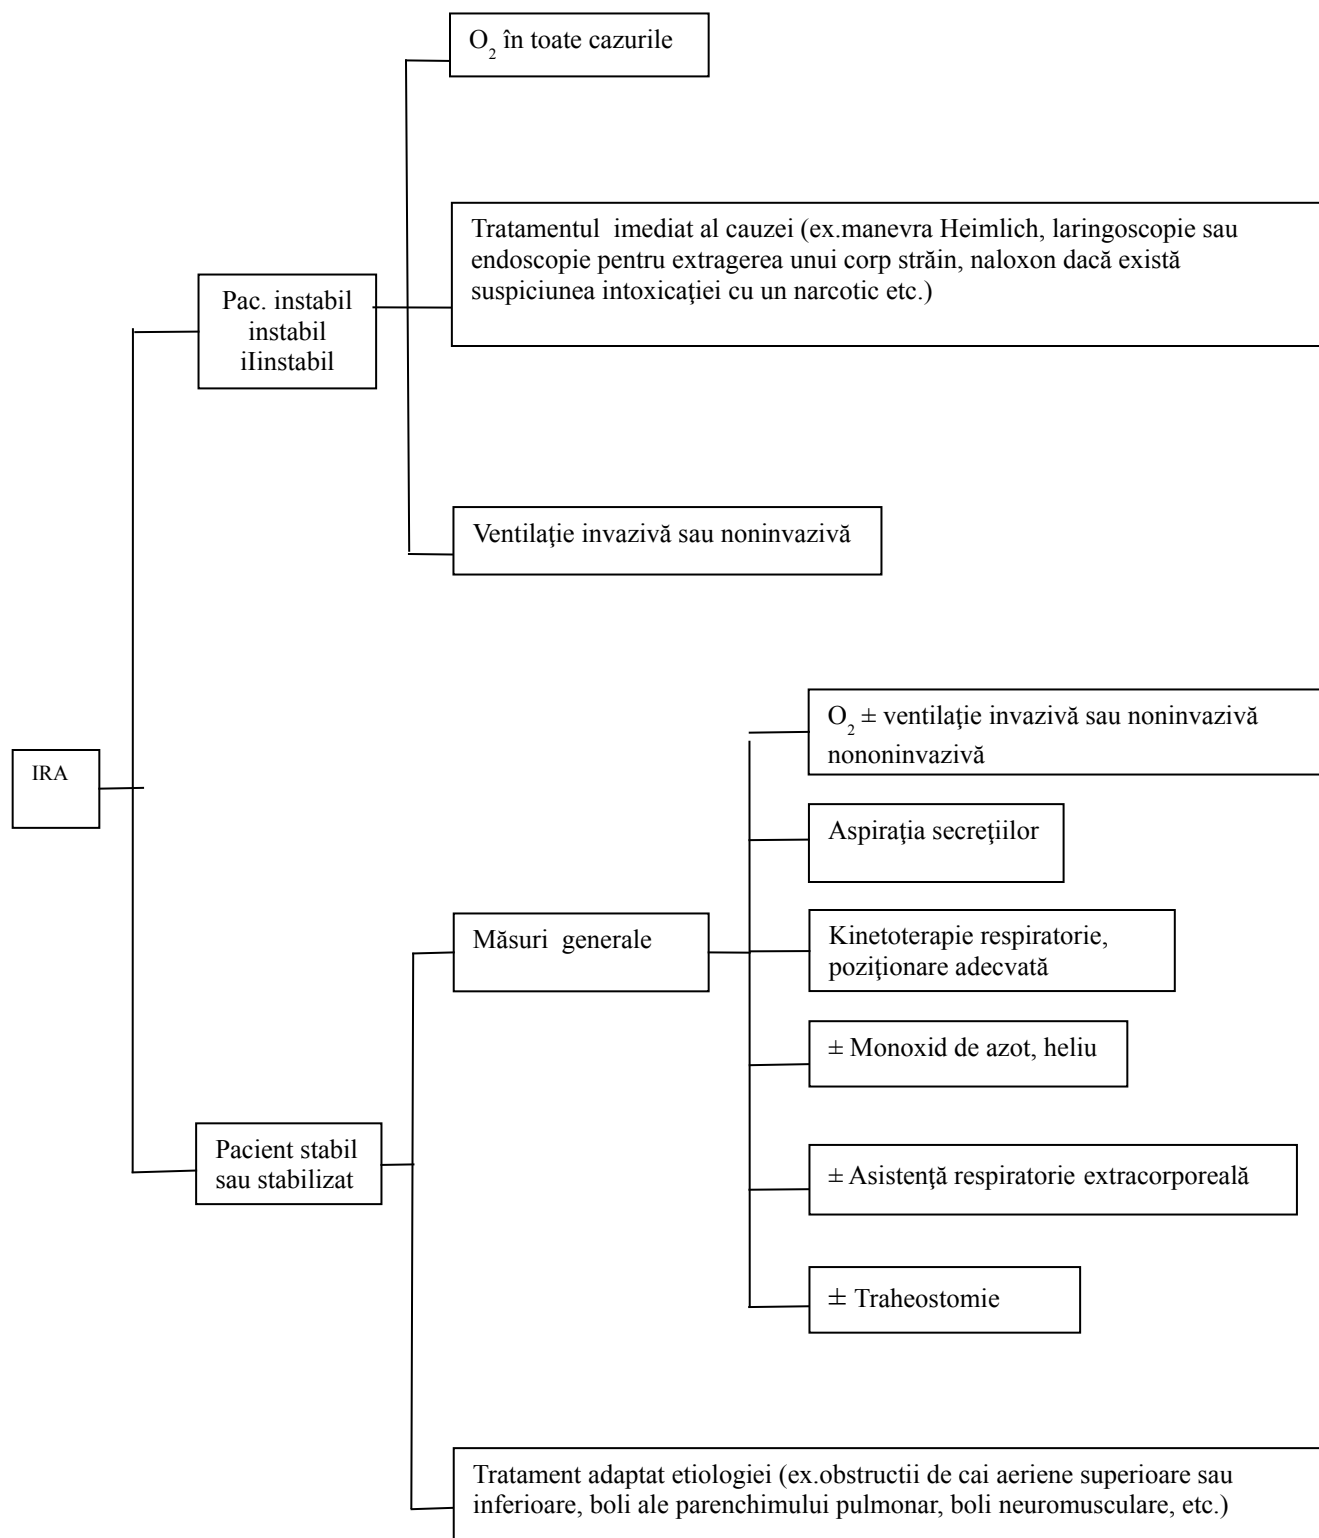 O₂ în toate cazurile
Tratamentul  imediat al cauzei (ex.manevra Heimlich, laringoscopie sau
endoscopie pentru extragerea unui corp străin, naloxon dacă există
suspiciunea intoxicaţiei cu un narcotic etc.)
Pac. instabil
instabil
iIinstabil
Ventilaţie invazivă sau noninvazivă
IRA
O₂ ± ventilaţie invazivă sau noninvazivă
nononinvazivă
Aspiraţia secreţiilor
Măsuri  generale
Kinetoterapie respiratorie,
poziţionare adecvată
± Monoxid de azot, heliu
Pacient stabil
sau stabilizat
± Asistenţă respiratorie extracorporeală
± Traheostomie
Tratament adaptat etiologiei (ex.obstructii de cai aeriene superioare sau
inferioare, boli ale parenchimului pulmonar, boli neuromusculare, etc.)